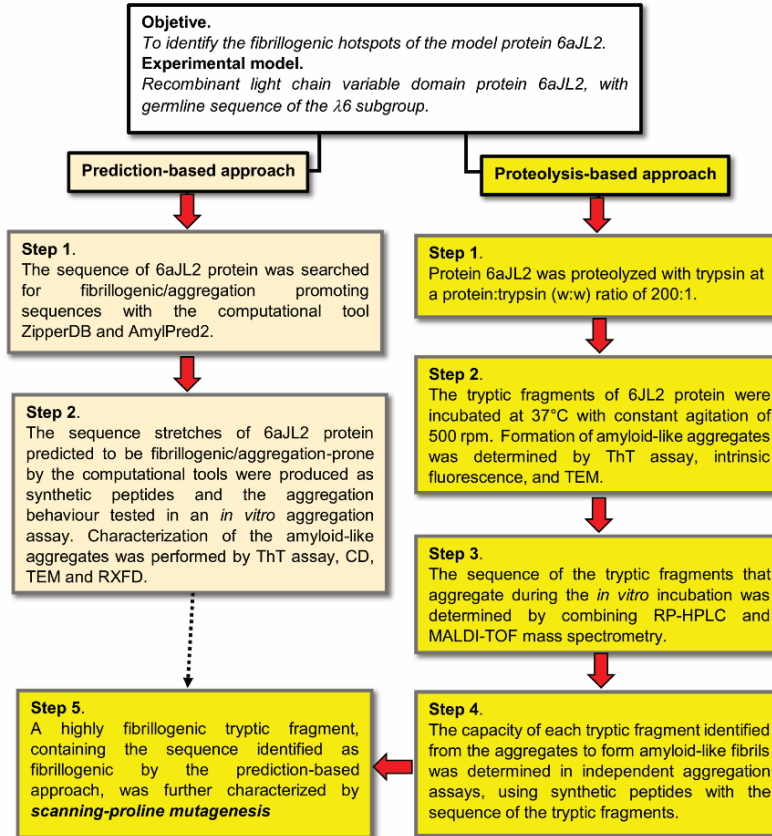 Objetive.
To identify the fibrillogenic hotspots of the model protein 6aJL2.
Experimental model.
Recombinant light chain variable domain protein 6aJL2, with
germline sequence of the λ6 subgroup.
Prediction-based approach
Step 1.
The sequence of 6aJL2 protein was searched
for fibrillogenic/aggregation promoting
sequences with the computational tool
ZipperDB and AmylPred2.
Step 2.
The sequence stretches of 6aJL2 protein
predicted to be fibrillogenic/aggregation-prone
by the computational tools were produced as
synthetic peptides and the aggregation
behaviour tested in an in vitro aggregation
assay. Characterization of the amyloid-like
aggregates was performed by ThT assay, CD,
TEM and RXFD.
Proteolysis-based approach
Step 1.
Protein 6aJL2 was proteolyzed with trypsin at
a protein:trypsin (w:w) ratio of 200:1.
Step 2.
The tryptic fragments of 6JL2 protein were
incubated at 37°C with constant agitation of
500 rpm. Formation of amyloid-like aggregates
was determined by ThT assay, intrinsic
fluorescence, and TEM.
Step 3.
The sequence of the tryptic fragments that
aggregate during the in vitro incubation was
determined by combining RP-HPLC and
MALDI-TOF mass spectrometry.
Step 4.
The capacity of each tryptic fragment identified
from the aggregates to form amyloid-like fibrils
was determined in independent aggregation
assays, using synthetic peptides with the
sequence of the tryptic fragments.
Step 5.
A highly fibrillogenic tryptic fragment,
containing the sequence identified as
fibrillogenic by the prediction-based
approach, was further characterized by
scanning-proline mutagenesis